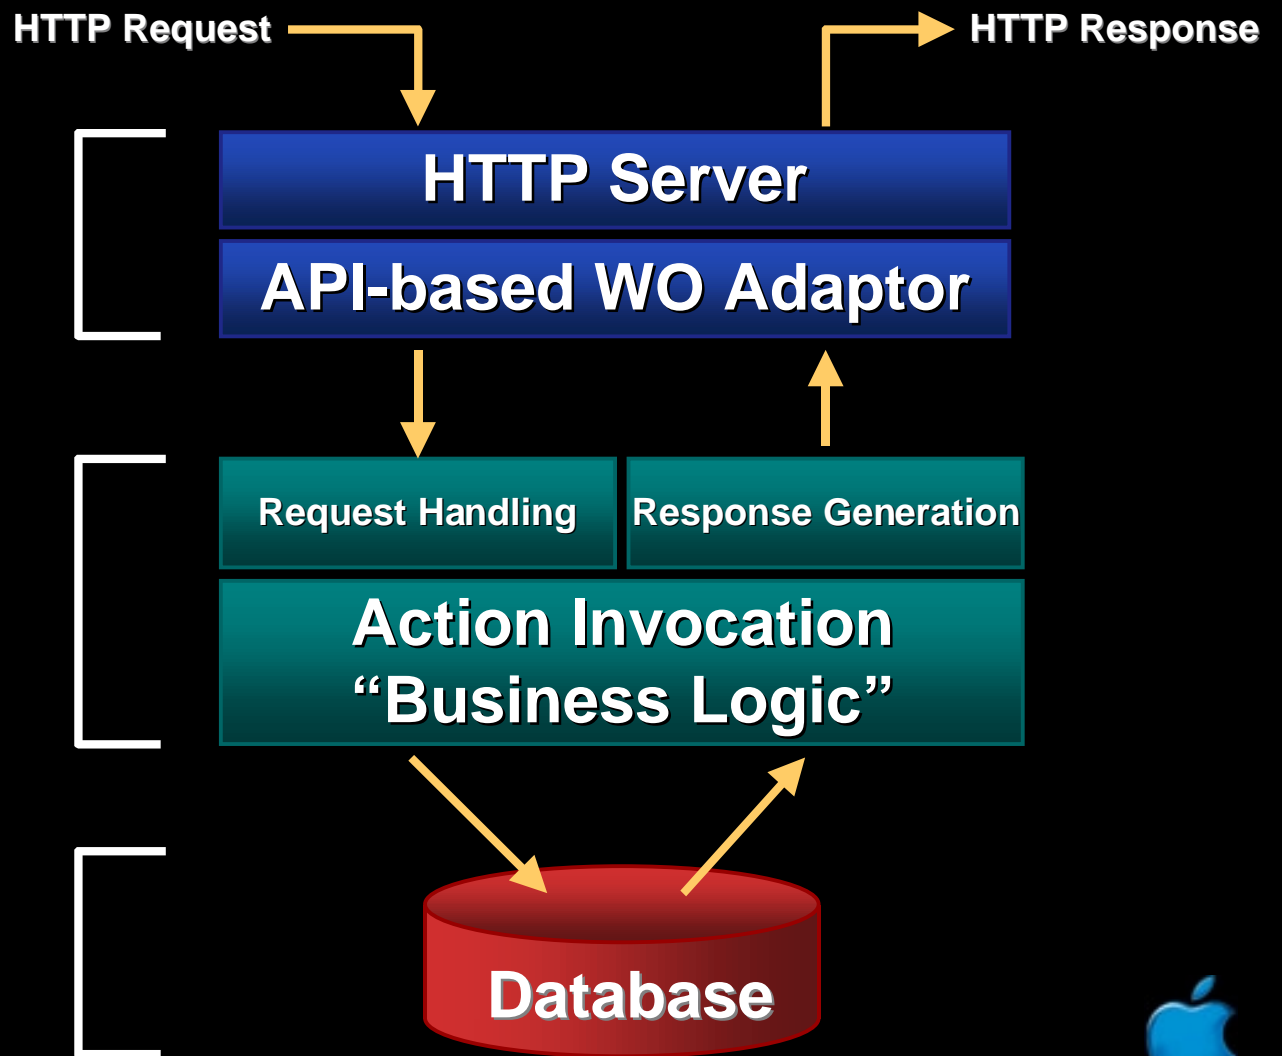 HTTP Request
HTTP Response
HTTP Server
API-based WO Adaptor
Request Handling
Response Generation
Action Invocation
“Business Logic”
Database